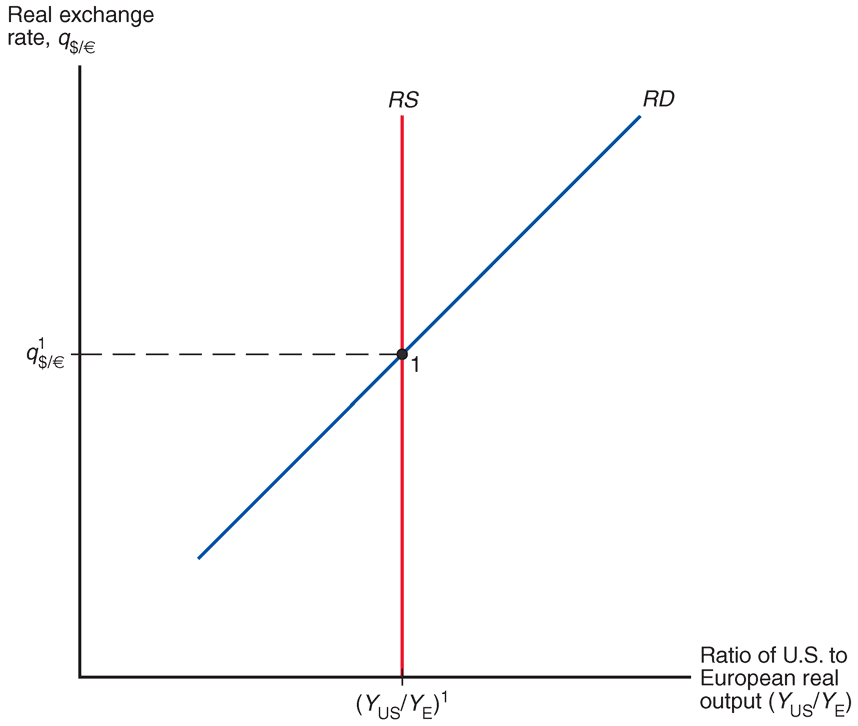 Real exchange
rate, q$/€
RS
RD
q¹$/€
1
(YUS/YE)¹
Ratio of U.S. to
European real
output (YUS/YE)